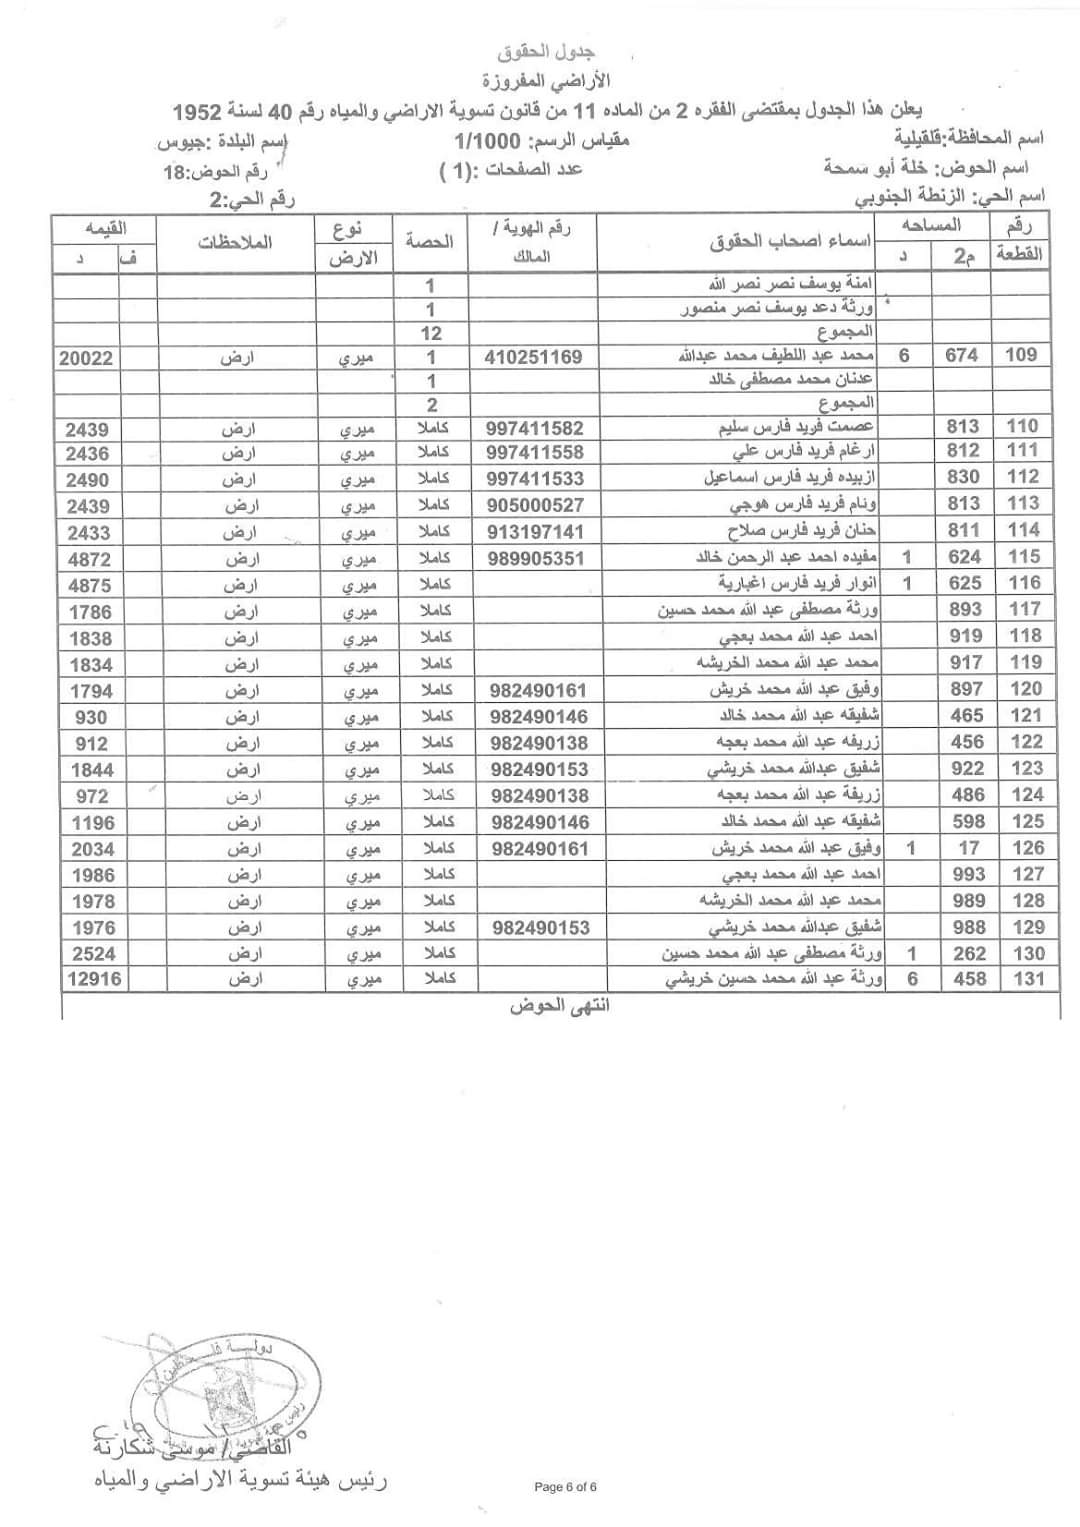 جدول الحقوق
الأراضي المفروزة
يعلن هذا الجدول بمقتضى الفقره 2 من الماده 11 من قانون تسوية الاراضي والمياه رقم 40 لسنة 1952
اسم المحافظة:قلقيلية مقياس الرسم: 1/1000 إسم البلدة :جيوس
اسم الحوض: خلة أبو سمحة عدد الصفحات :(1 ) رقم الحوض:18
اسم الحي: الزنطة الجنوبي رقم الحي:2
رقم القطعة المساحه م2 د اسماء اصحاب الحقوق رقم الهوية / المالك الحصة نوع الارض الملاحظات القيمه ف د
امنة يوسف نصر نصر الله 1
ورثة دعد يوسف نصر منصور 1
المجموع 12
109 674 6 محمد عبد اللطيف محمد عبدالله 410251169 1 ميري ارض 20022
عدنان محمد مصطفى خالد 1
المجموع 2
110 813 عصمت فريد فارس سليم 997411582 كاملا ميري ارض 2439
111 812 ارغام فريد فارس علي 997411558 كاملا ميري ارض 2436
112 830 ازبيده فريد فارس اسماعيل 997411533 كاملا ميري ارض 2490
113 813 ونام فريد فارس هوجي 905000527 كاملا ميري ارض 2439
114 811 حنان فريد فارس صلاح 913197141 كاملا ميري ارض 2433
115 624 1 مفيده احمد عبد الرحمن خالد 989905351 كاملا ميري ارض 4872
116 625 1 انوار فريد فارس اغبارية كاملا ميري ارض 4875
117 893 ورثة مصطفى عبد الله محمد حسين كاملا ميري ارض 1786
118 919 احمد عبد الله محمد بعجي كاملا ميري ارض 1838
119 917 محمد عبد الله محمد الخريشه كاملا ميري ارض 1834
120 897 وفيق عبد الله محمد خريش 982490161 كاملا ميري ارض 1794
121 465 شفيقه عبد الله محمد خالد 982490146 كاملا ميري ارض 930
122 456 زريفه عبد الله محمد بعجه 982490138 كاملا ميري ارض 912
123 922 شفيق عبدالله محمد خريشي 982490153 كاملا ميري ارض 1844
124 486 زريفة عبد الله محمد بعجه 982490138 كاملا ميري ارض 972
125 598 شفيقه عبد الله محمد خالد 982490146 كاملا ميري ارض 1196
126 17 1 وفيق عبد الله محمد خريش 982490161 كاملا ميري ارض 2034
127 993 احمد عبد الله محمد بعجي كاملا ميري ارض 1986
128 989 محمد عبد الله محمد الخريشه كاملا ميري ارض 1978
129 988 شفيق عبدالله محمد خريشي 982490153 كاملا ميري ارض 1976
130 262 1 ورثة مصطفى عبد الله محمد حسين كاملا ميري ارض 2524
131 458 6 ورثة عبد الله محمد حسين خريشي كاملا ميري ارض 12916
انتهى الحوض
دولة فلسطين
القاضي/ موسى شكارنة
رئيس هيئة تسوية الاراضي والمياه
Page 6 of 6